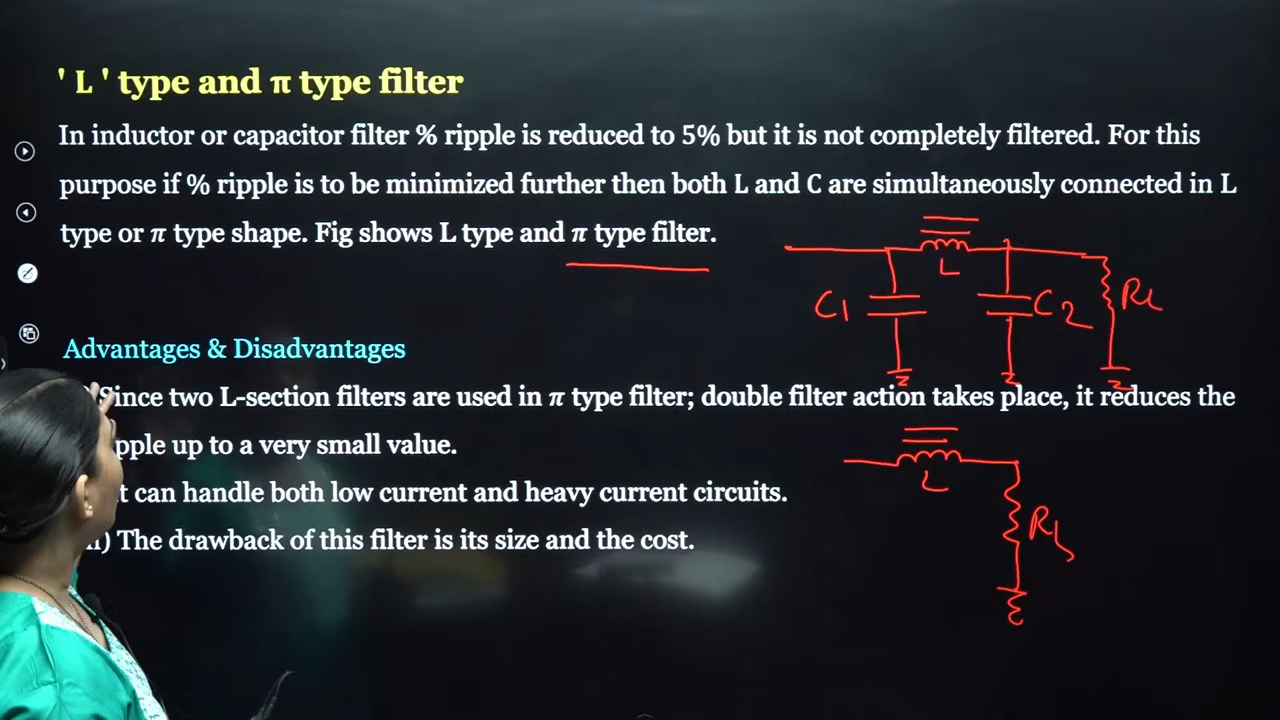 ' L ' type and π type filter
In inductor or capacitor filter % ripple is reduced to 5% but it is not completely filtered. For this
purpose if % ripple is to be minimized further then both L and C are simultaneously connected in L
type or π type shape. Fig shows L type and π type filter.
L
C1
C2
RL
Advantages & Disadvantages
Since two L-section filters are used in π type filter; double filter action takes place, it reduces the
up to a very small value.
can handle both low current and heavy current circuits.
L
RL
) The drawback of this filter is its size and the cost.